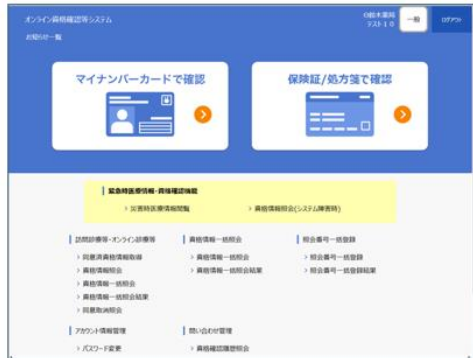 オンライン資格確認等システム
O鈴木薬局
テスト10
一般
ログアウト
お知らせ一覧
マイナンバーカードで確認
保険証/処方箋で確認
緊急時医療情報・資格確認機能
> 災害時医療情報閲覧
> 資格情報照会(システム障害時)
訪問診療等・オンライン診療等
資格情報一括照会
照会番号一括登録
> 同意済資格情報取得
> 資格情報一括照会
> 照会番号一括登録
> 資格情報照会
> 資格情報一括照会結果
> 照会番号一括登録結果
> 資格情報一括照会
> 資格情報一括照会結果
> 同意取消照会
アカウント情報管理
問い合わせ管理
> パスワード変更
> 資格確認履歴照会